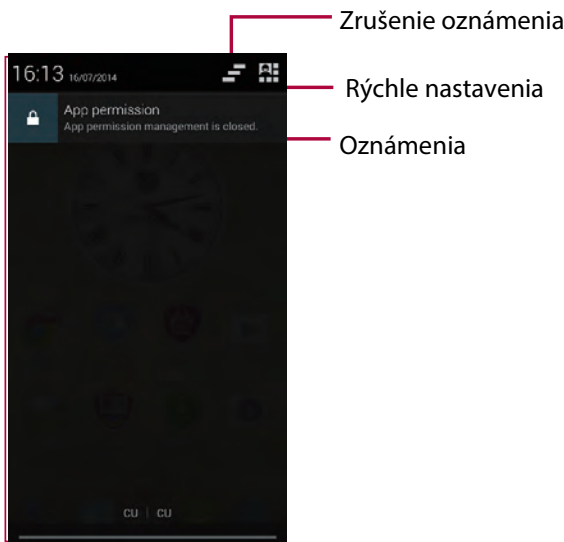 Zrušenie oznámenia
16:13 16/07/2014
Rýchle nastavenia
App permission
App permission management is closed.
Oznámenia
CU | CU